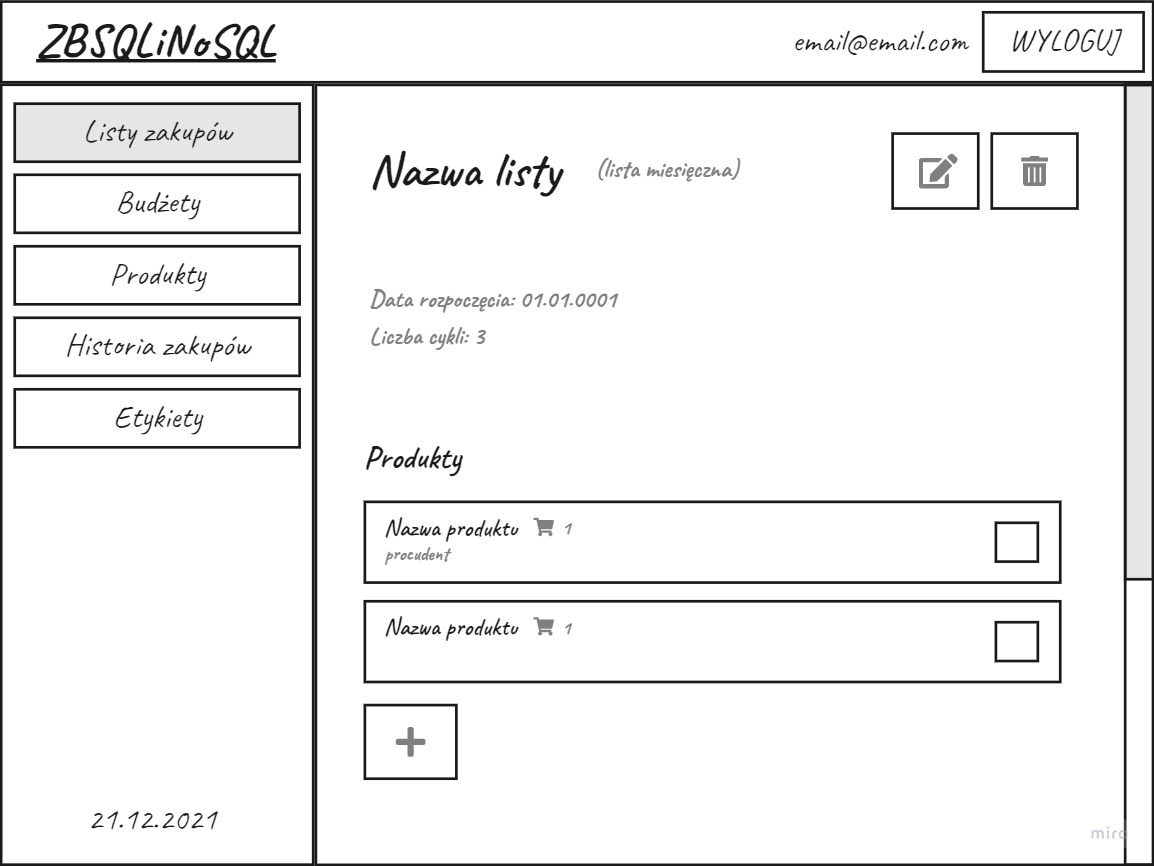 ZBSQLiNoSQL
email@email.com
WYLOGUJ
Listy zakupów
Budżety
Produkty
Historia zakupów
Etykiety
21.12.2021
Nazwa listy (lista miesięczna)
Data rozpoczęcia: 01.01.0001
Liczba cykli: 3
Produkty
Nazwa produktu 1
procudent
Nazwa produktu 1
miro